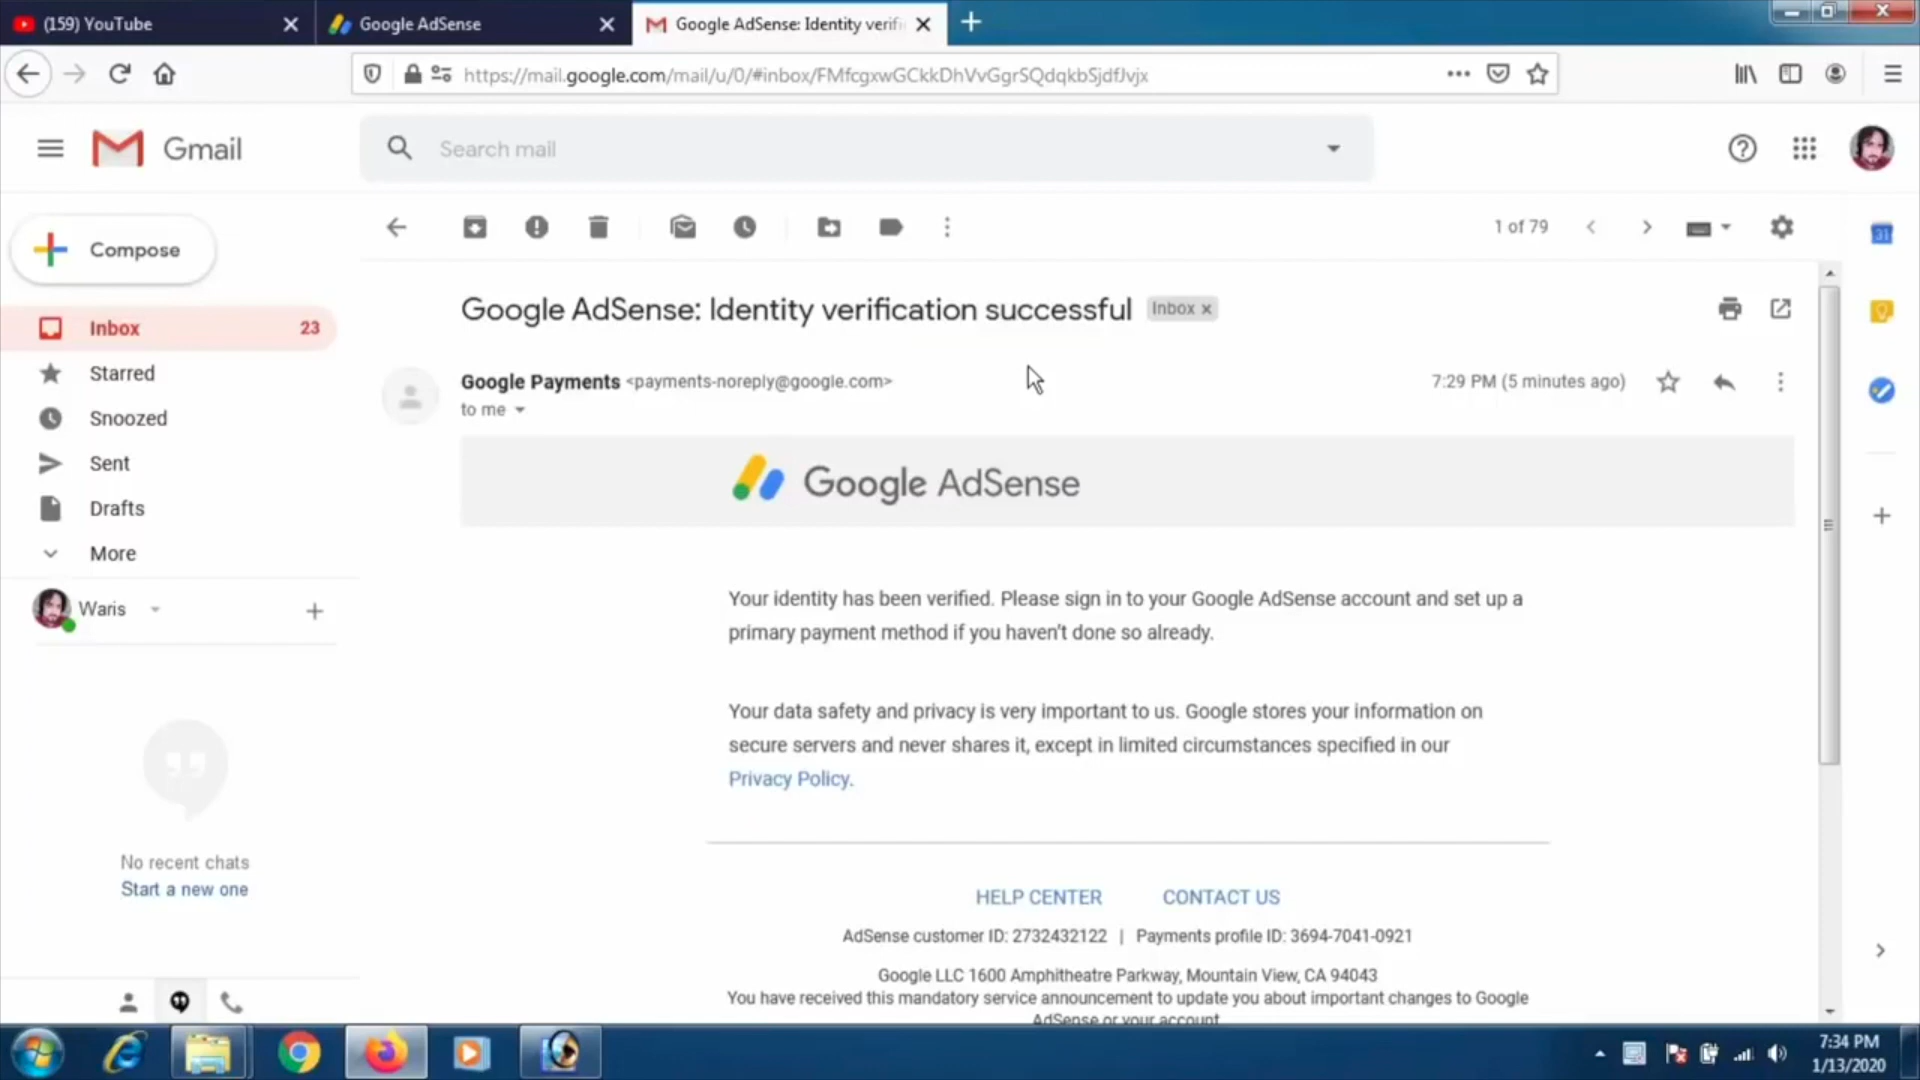 (159) YouTube
Google AdSense
Google AdSense: Identity verifi
https://mail.google.com/mail/u/0/#inbox/FMfcgxwGCkkDhVvGgrSQdqkbSjdfJvjx
Gmail
Search mail
Compose
1 of 79
31
Google AdSense: Identity verification successful
Inbox x
Inbox
23
Starred
Snoozed
Sent
Drafts
More
Google Payments <payments-noreply@google.com>
7:29 PM (5 minutes ago)
to me
Google AdSense
Waris
Your identity has been verified. Please sign in to your Google AdSense account and set up a
primary payment method if you haven't done so already.
Your data safety and privacy is very important to us. Google stores your information on
secure servers and never shares it, except in limited circumstances specified in our
Privacy Policy.
No recent chats
Start a new one
HELP CENTER
CONTACT US
AdSense customer ID: 2732432122 | Payments profile ID: 3694-7041-0921
Google LLC 1600 Amphitheatre Parkway, Mountain View, CA 94043
You have received this mandatory service announcement to update you about important changes to Google
AdSense or your account
7:34 PM
1/13/2020